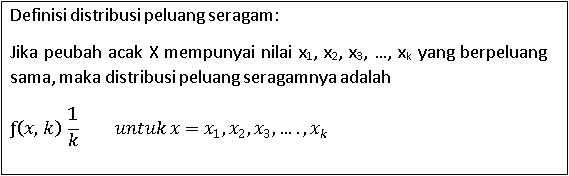 Definisi distribusi peluang seragam:
Jika peubah acak X mempunyai nilai x₁, x₂, x₃, ..., xₖ yang berpeluang
sama, maka distribusi peluang seragamnya adalah
f(x, k) 1/k untuk x = x₁, x₂, x₃, ... ., xₖ